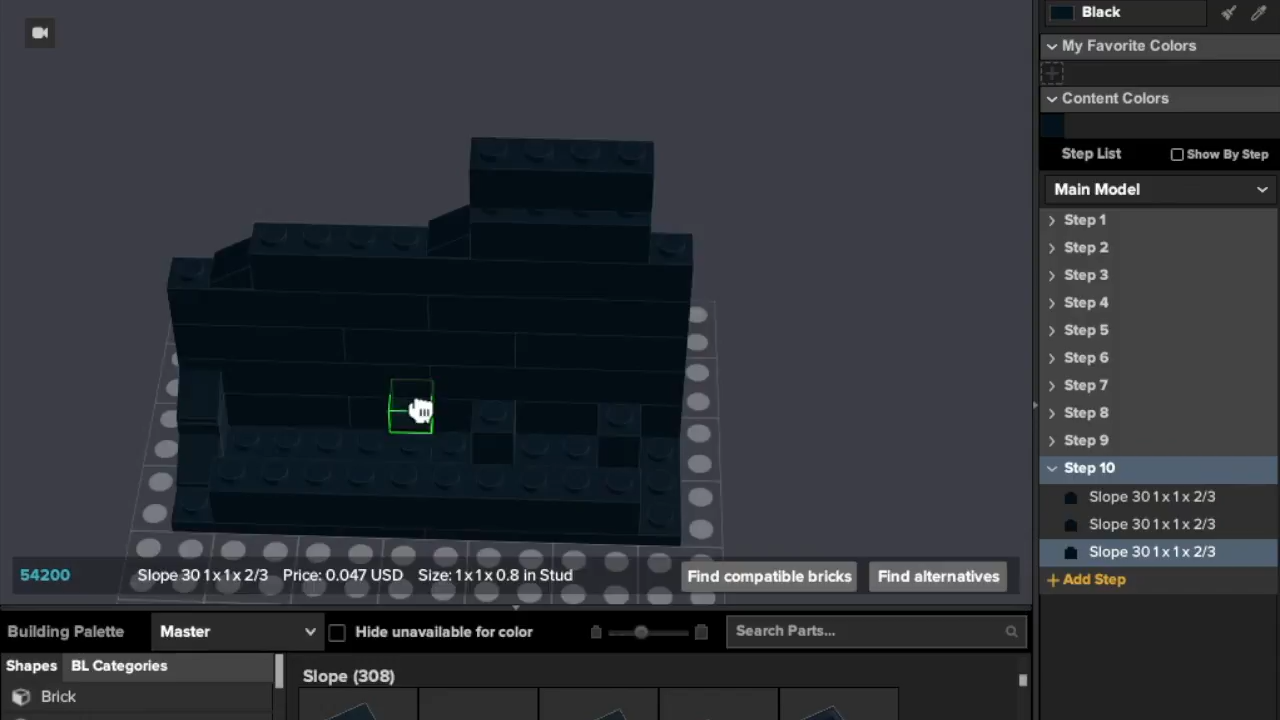 Black
My Favorite Colors
Content Colors
Step List
Show By Step
Main Model
Step 1
Step 2
Step 3
Step 4
Step 5
Step 6
Step 7
Step 8
Step 9
Step 10
Slope 30 1 x 1 x 2/3
Slope 30 1 x 1 x 2/3
Slope 30 1 x 1 x 2/3
+ Add Step
54200 Slope 30 1 x 1 x 2/3 Price: 0.047 USD Size: 1 x 1 x 0.8 in Stud Find compatible bricks Find alternatives
Building Palette Master Hide unavailable for color Search Parts...
Shapes BL Categories Slope (308)
Brick